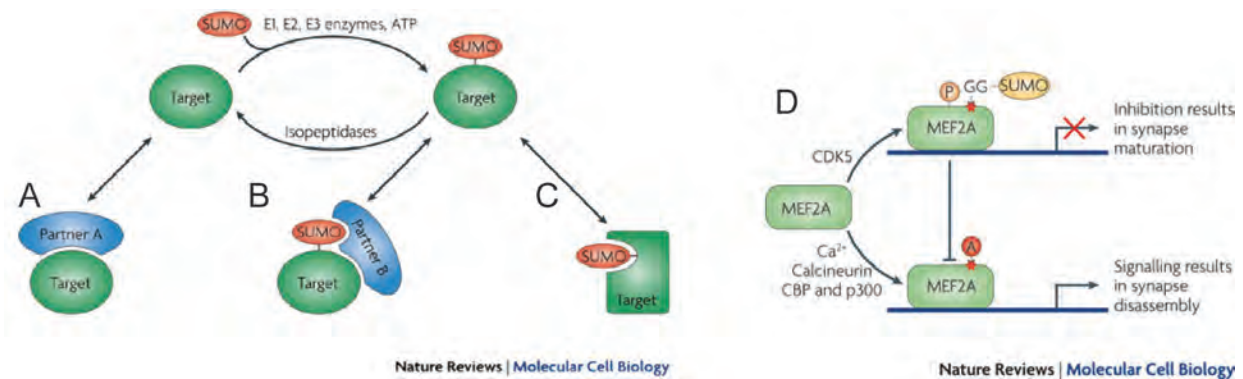 SUMO
E1, E2, E3 enzymes, ATP
SUMO
Target
Target
Isopeptidases
A
B
C
Partner A
Target
SUMO
Partner B
Target
SUMO
Target
Nature Reviews | Molecular Cell Biology
D
P
GG
SUMO
MEF2A
Inhibition results
in synapse
maturation
CDK5
MEF2A
Ca2+
Calcineurin
CBP and p300
A
MEF2A
Signalling results
in synapse
disassembly
Nature Reviews | Molecular Cell Biology